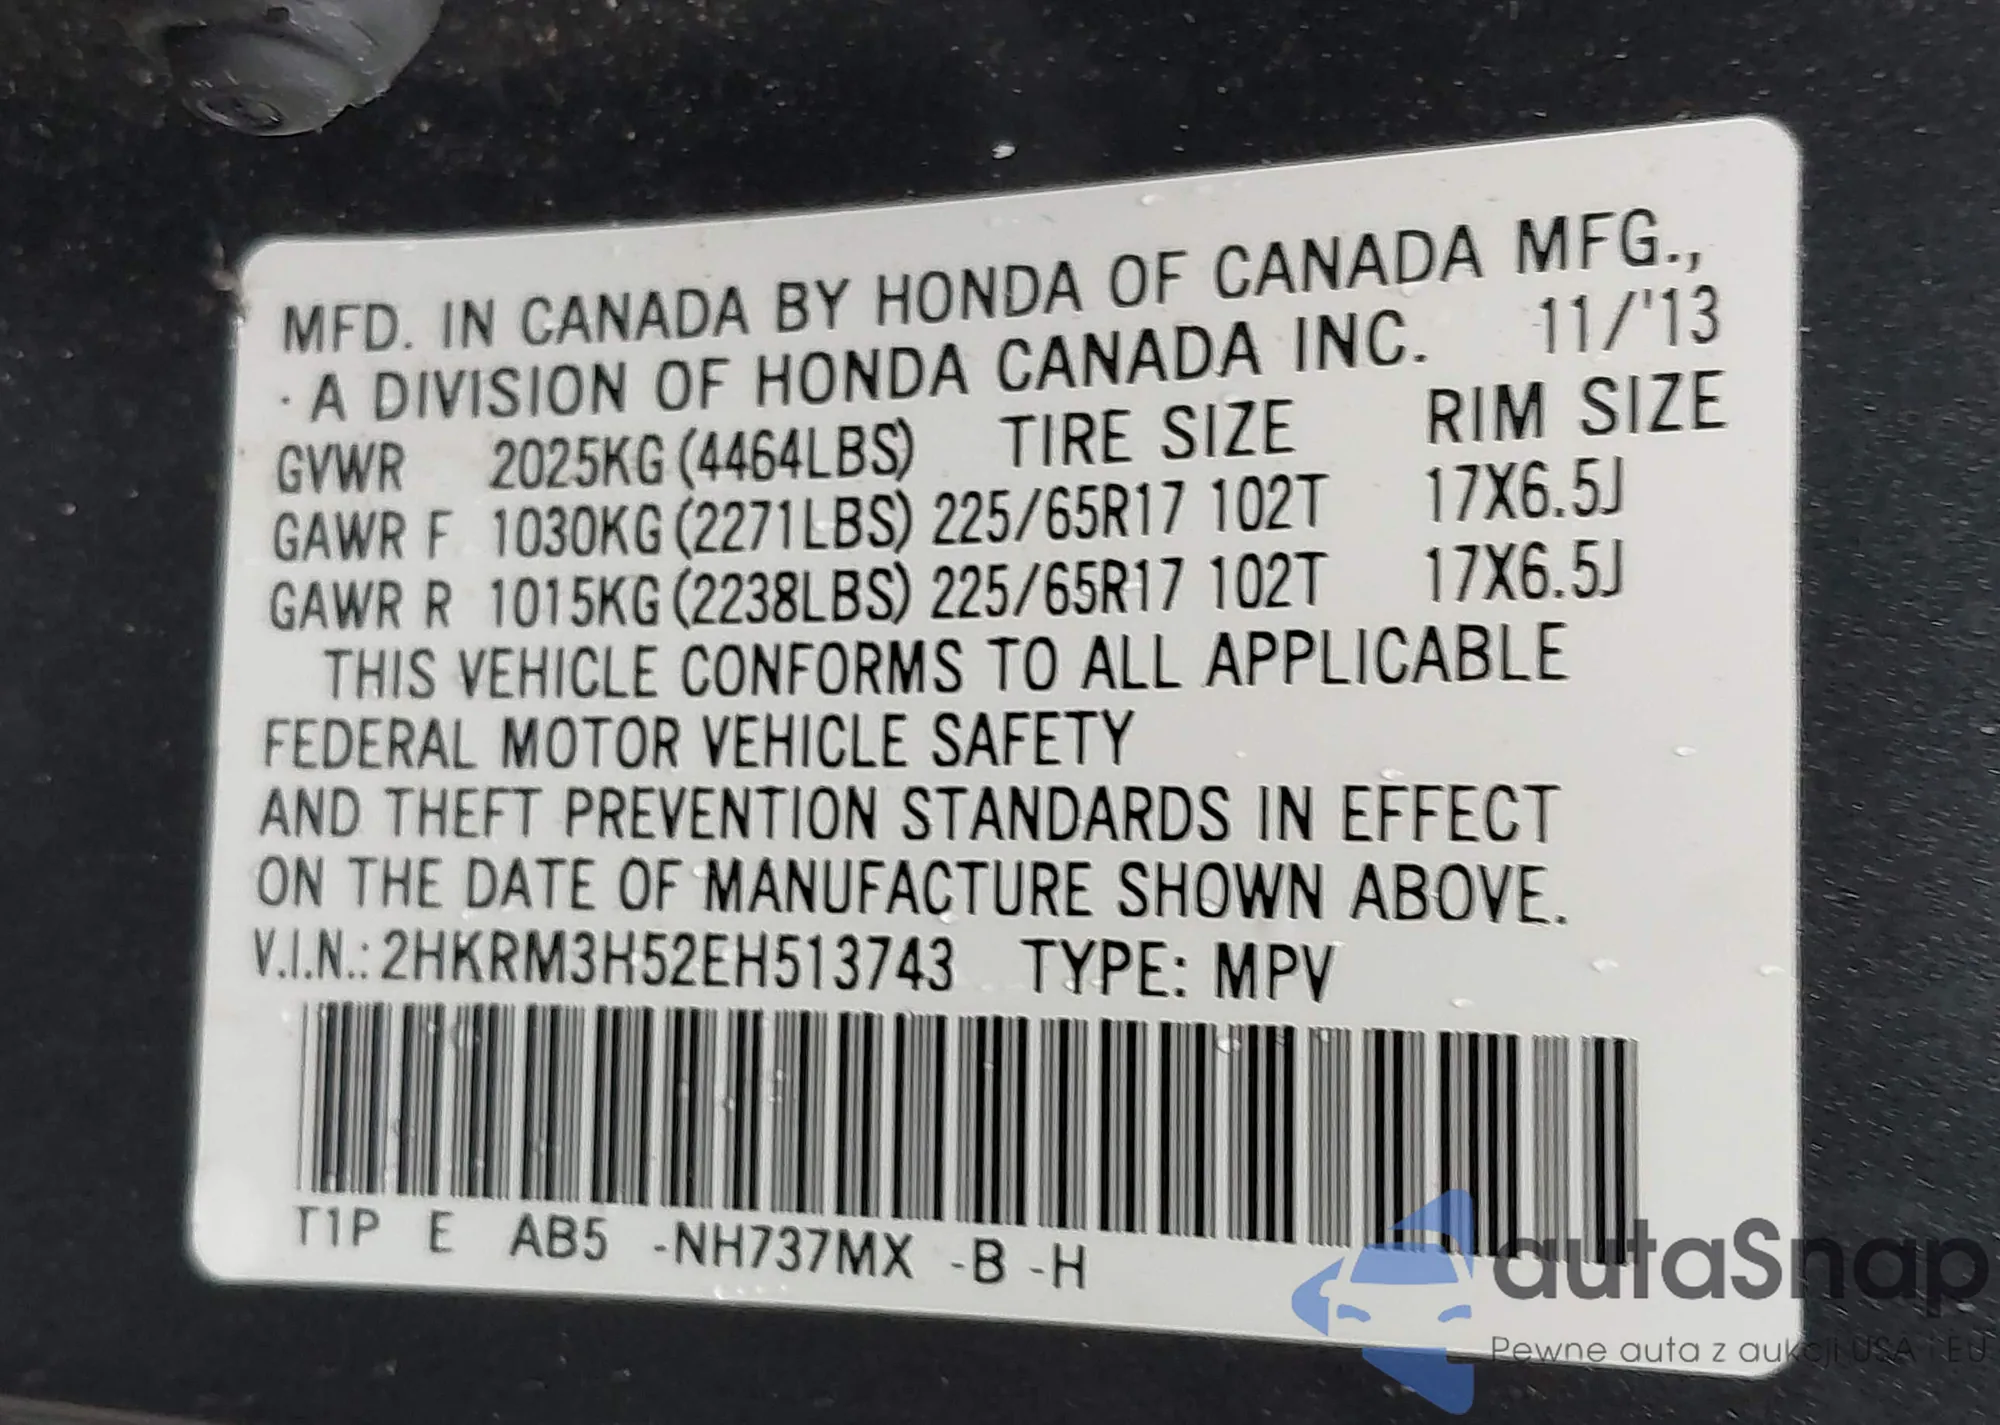 MFD. IN CANADA BY HONDA OF CANADA MFG.,
· A DIVISION OF HONDA CANADA INC. 11/'13
GVWR 2025KG (4464LBS) TIRE SIZE RIM SIZE
GAWR F 1030KG (2271LBS) 225/65R17 102T 17X6.5J
GAWR R 1015KG (2238LBS) 225/65R17 102T 17X6.5J
THIS VEHICLE CONFORMS TO ALL APPLICABLE
FEDERAL MOTOR VEHICLE SAFETY
AND THEFT PREVENTION STANDARDS IN EFFECT
ON THE DATE OF MANUFACTURE SHOWN ABOVE.
V.I.N.: 2HKRM3H52EH513743 TYPE: MPV
T1P E AB5 -NH737MX -B -H
autaSnap
Pewne auta z aukcji USA i EU